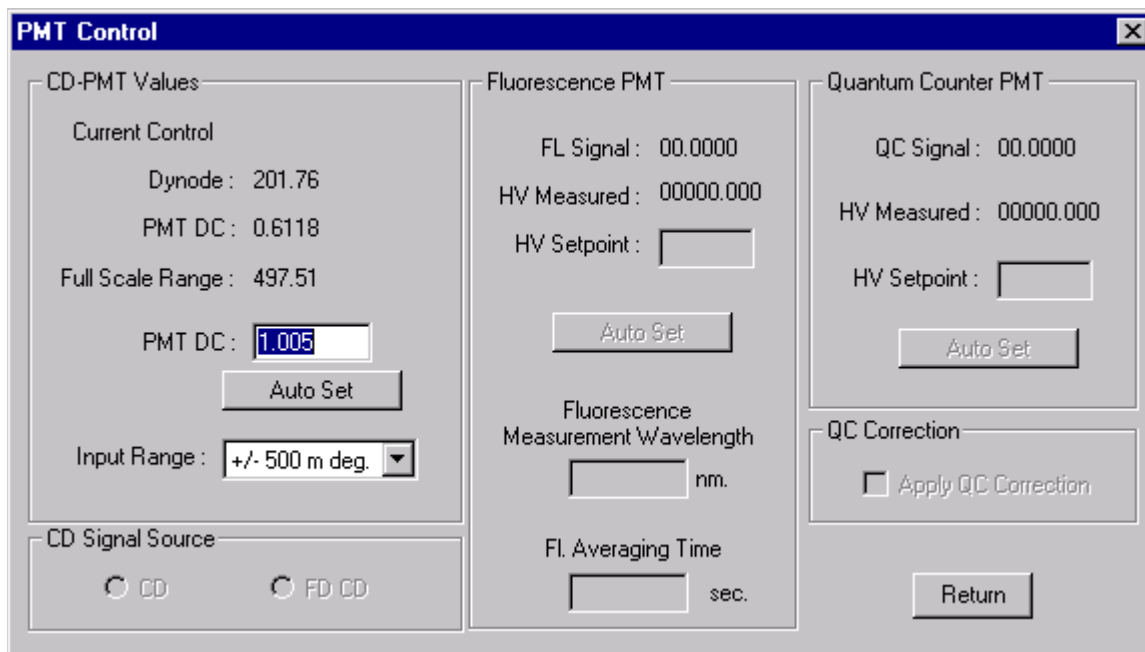 PMT Control
CD-PMT Values
Current Control
Dynode : 201.76
PMT DC : 0.6118
Full Scale Range : 497.51
PMT DC : 1.005
Auto Set
Input Range : +/- 500 m deg.
CD Signal Source
CD FD CD
Fluorescence PMT
FL Signal : 00.0000
HV Measured : 00000.000
HV Setpoint :
Auto Set
Fluorescence
Measurement Wavelength
nm.
Fl. Averaging Time
sec.
Quantum Counter PMT
QC Signal : 00.0000
HV Measured : 00000.000
HV Setpoint :
Auto Set
QC Correction
Apply QC Correction
Return